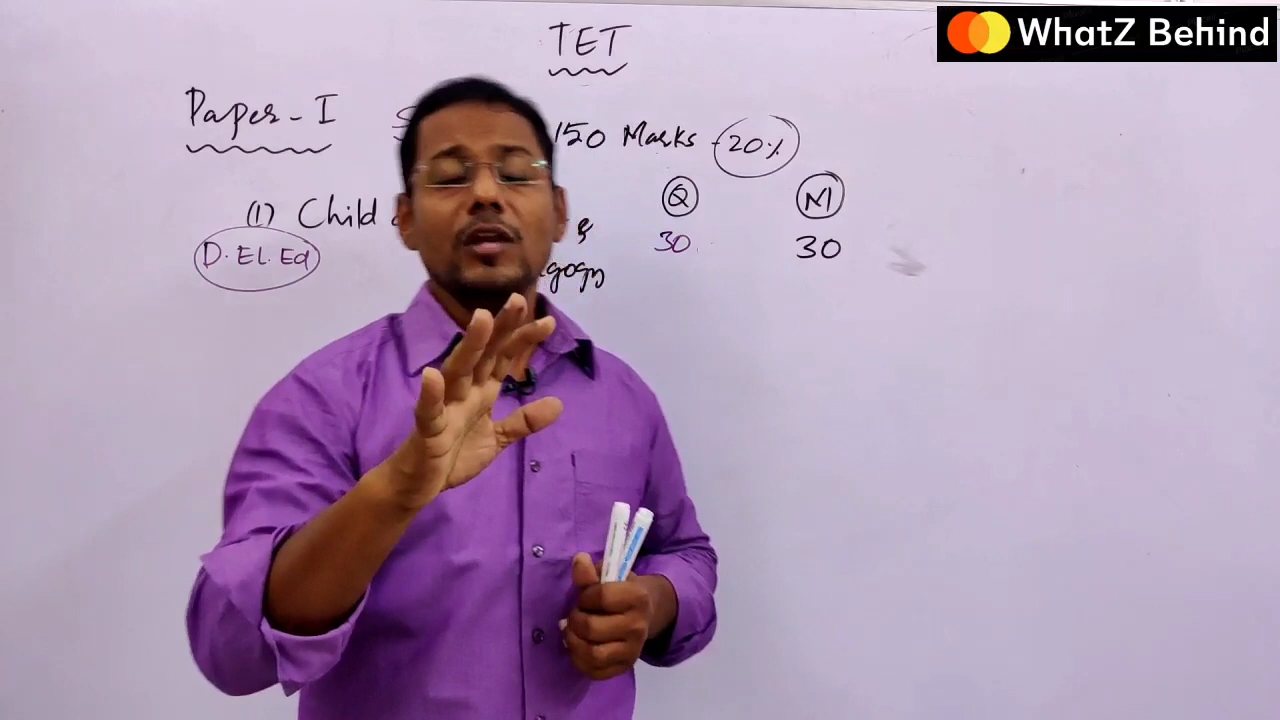 WhatZ Behind
TET
Paper-I 150 Marks - 20%
Q M
(1) Child & 30 30
D.El.Ed